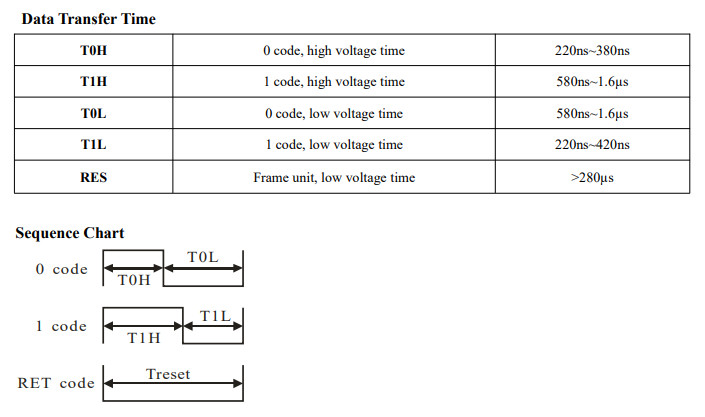 Data Transfer Time
T0H 0 code, high voltage time 220ns~380ns
T1H 1 code, high voltage time 580ns~1.6µs
T0L 0 code, low voltage time 580ns~1.6µs
T1L 1 code, low voltage time 220ns~420ns
RES Frame unit, low voltage time >280µs
Sequence Chart
0 code T0H T0L
1 code T1H T1L
RET code Treset